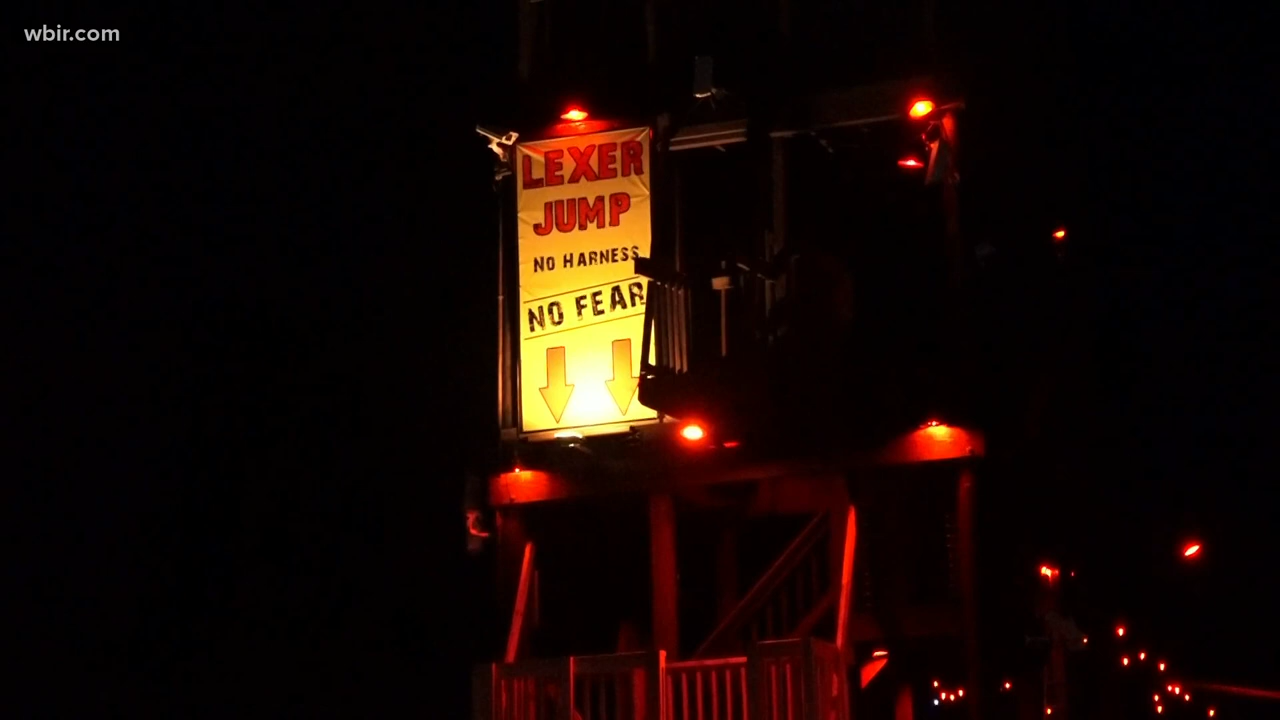 wbir.com
LEXER
JUMP
NO HARNESS
NO FEAR